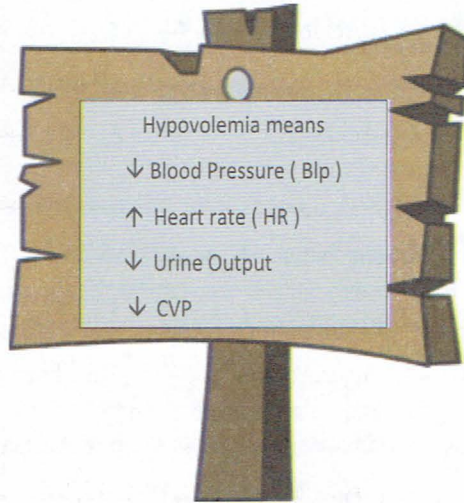 Hypovolemia means
↓ Blood Pressure ( Blp )
↑ Heart rate ( HR )
↓ Urine Output
↓ CVP